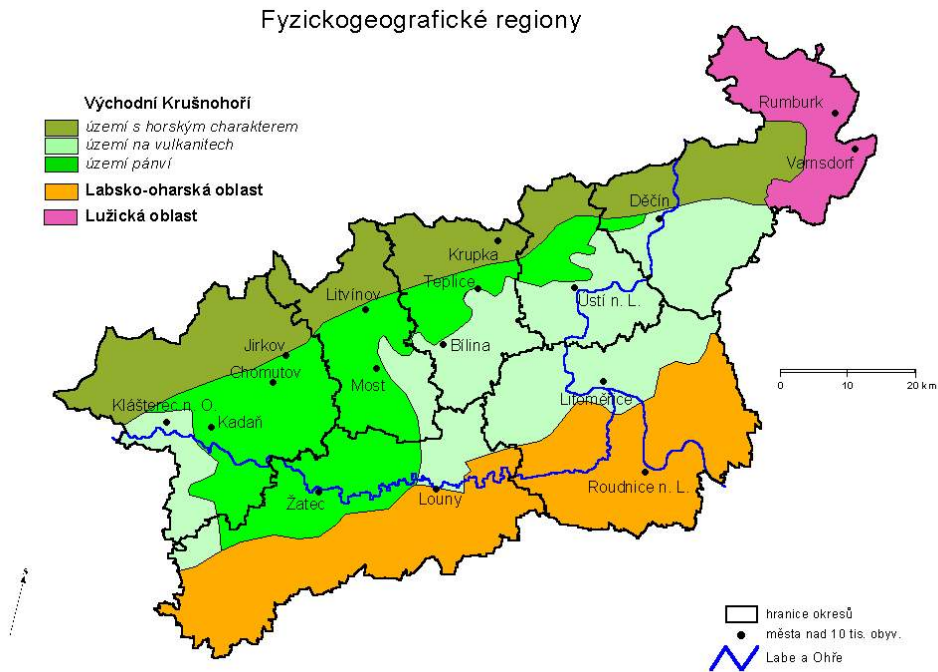 Fyzickogeografické regiony
Východní Krušnohoří
území s horským charakterem
území na vulkanitech
území pánví
Labsko-oharská oblast
Lužická oblast
Rumburk
Varnsdorf
Děčín
Krupka
Teplice
Ústí n. L.
Litvínov
Bílina
Jirkov
Chomutov
Most
Litoměřice
Klášterec n. O.
Kadaň
Žatec
Louny
Roudnice n. L.
0 10 20 km
S
hranice okresů
města nad 10 tis. obyv.
Labe a Ohře